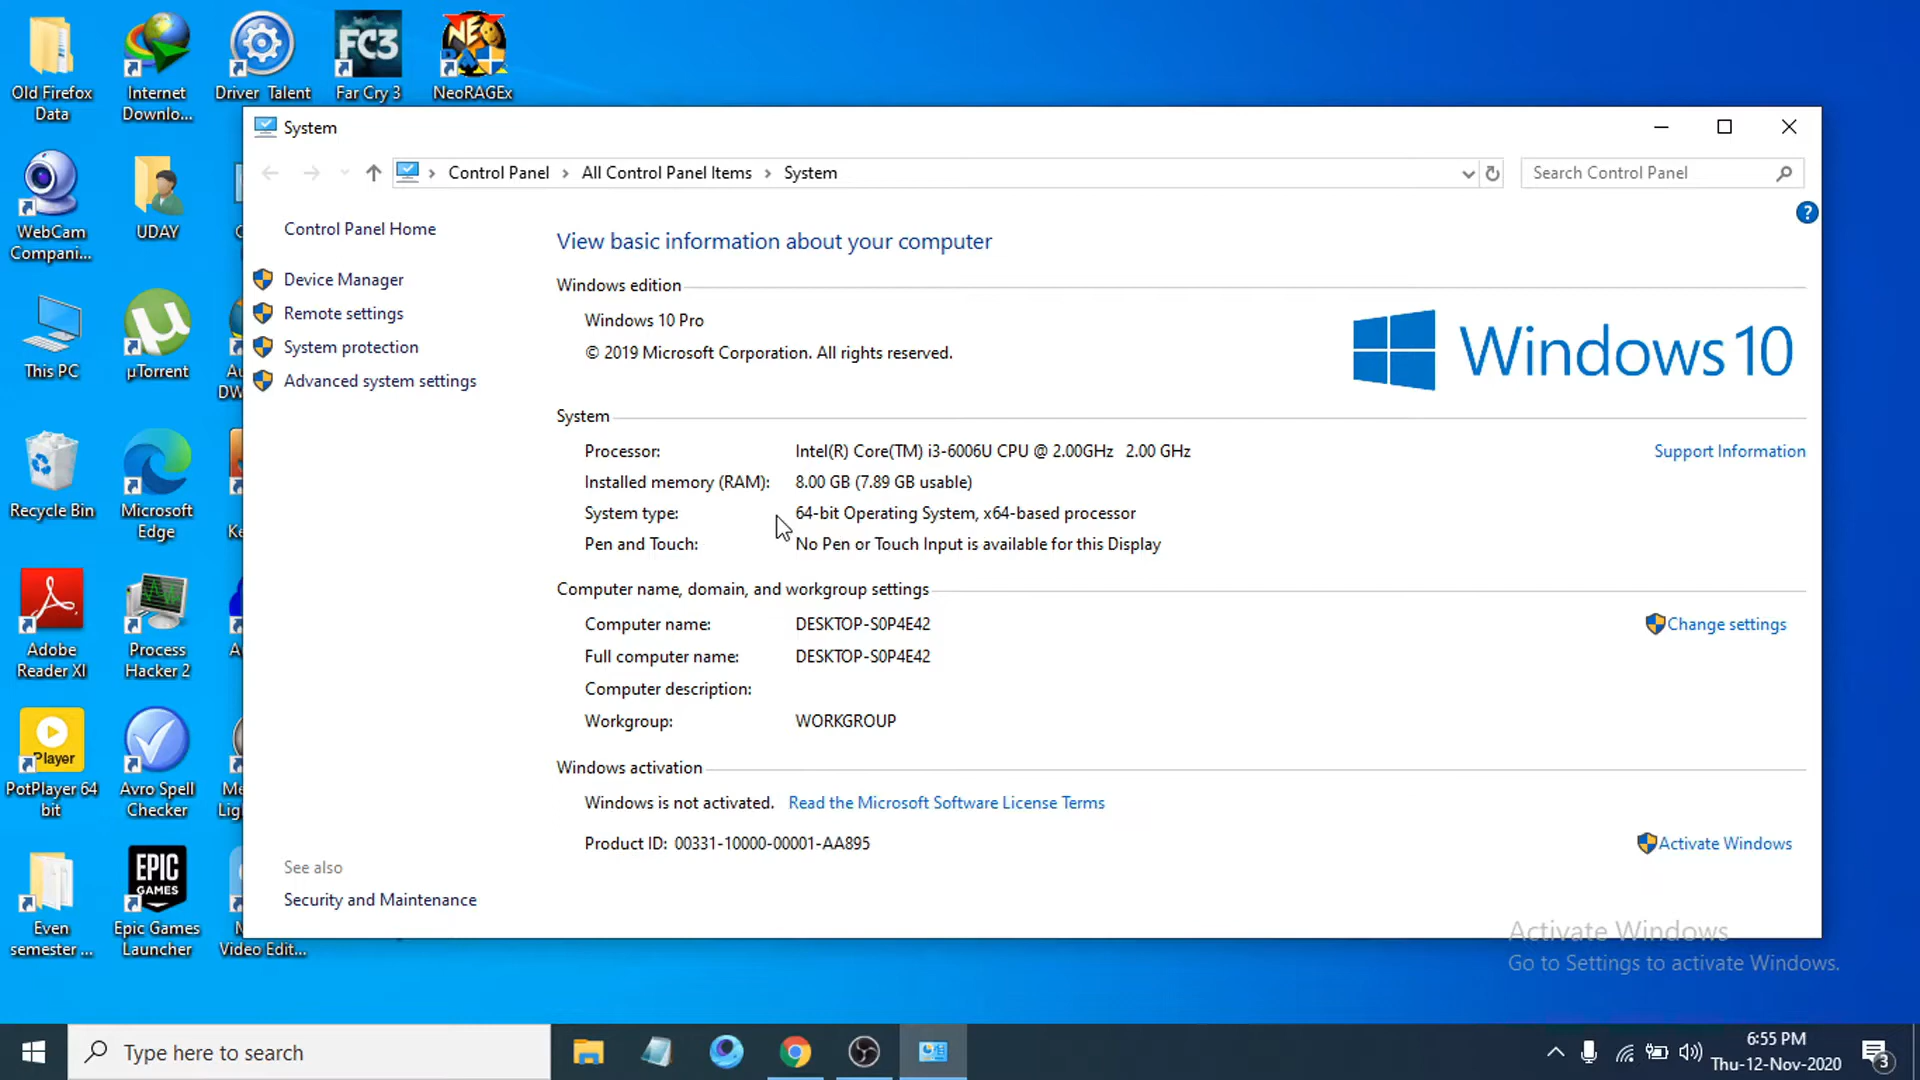 Old Firefox
Data
Internet
Downlo...
Driver Talent
FC3
Far Cry 3
NEO
NeoRAGEx
WebCam
Compani...
UDAY
This PC
µTorrent
Recycle Bin
Microsoft
Edge
Adobe
Reader XI
Process
Hacker 2
Player
PotPlayer 64
bit
Avro Spell
Checker
Even
semester ...
EPIC
GAMES
Epic Games
Launcher
Video Edit...
System
Control Panel
All Control Panel Items
System
Search Control Panel
?
Control Panel Home
Device Manager
Remote settings
System protection
Advanced system settings
See also
Security and Maintenance
View basic information about your computer
Windows edition
Windows 10 Pro
© 2019 Microsoft Corporation. All rights reserved.
Windows 10
System
Processor: Intel(R) Core(TM) i3-6006U CPU @ 2.00GHz 2.00 GHz
Support Information
Installed memory (RAM): 8.00 GB (7.89 GB usable)
System type: 64-bit Operating System, x64-based processor
Pen and Touch: No Pen or Touch Input is available for this Display
Computer name, domain, and workgroup settings
Computer name: DESKTOP-S0P4E42
Change settings
Full computer name: DESKTOP-S0P4E42
Computer description:
Workgroup: WORKGROUP
Windows activation
Windows is not activated. Read the Microsoft Software License Terms
Product ID: 00331-10000-00001-AA895
Activate Windows
Activate Windows
Go to Settings to activate Windows.
Type here to search
6:55 PM
Thu-12-Nov-2020
3